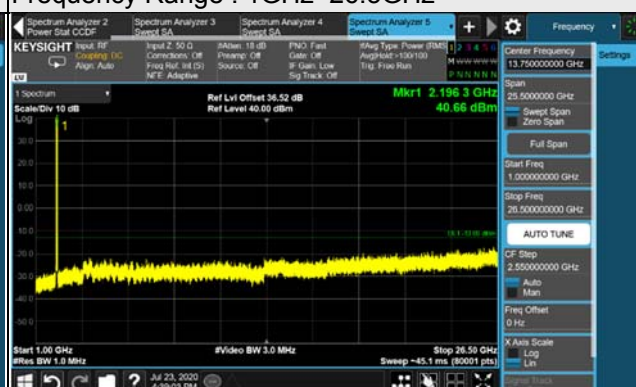 Frequency Range : 1GHz~26.5GHz
Spectrum Analyzer 2
Power Stat CCDF
Spectrum Analyzer 3
Swept SA
Spectrum Analyzer 4
Swept SA
Spectrum Analyzer 5
Swept SA
Frequency
KEYSIGHT
Input: RF
Coupling: DC
Align: Auto
Input Z: 50 Ω
Corrections: Off
Freq Ref: Int (S)
NFE: Adaptive
#Atten: 18 dB
Preamp: Off
Source: Off
PNO: Fast
Gate: Off
IF Gain: Low
Sig Track: Off
#Avg Type: Power (RMS)
Avg|Hold:>100/100
Trig: Free Run
1 2 3 4 5 6
M W W W W W
P N N N N N
1 Spectrum
Scale/Div 10 dB
Log
Ref Lvl Offset 36.52 dB
Ref Level 40.00 dBm
Mkr1 2.196 3 GHz
40.66 dBm
1
30.0
20.0
10.0
0.00
-10.0
-20.0
-30.0
-40.0
-50.0
Start 1.00 GHz
#Res BW 1.0 MHz
#Video BW 3.0 MHz
Stop 26.50 GHz
Sweep ~45.1 ms (80001 pts)
Jul 23, 2020
Center Frequency
13.750000000 GHz
Settings
Span
25.5000000 GHz
Swept Span
Zero Span
Full Span
Start Freq
1.000000000 GHz
Stop Freq
26.500000000 GHz
AUTO TUNE
CF Step
2.550000000 GHz
Auto
Man
Freq Offset
0 Hz
X Axis Scale
Log
Lin
Signal Track